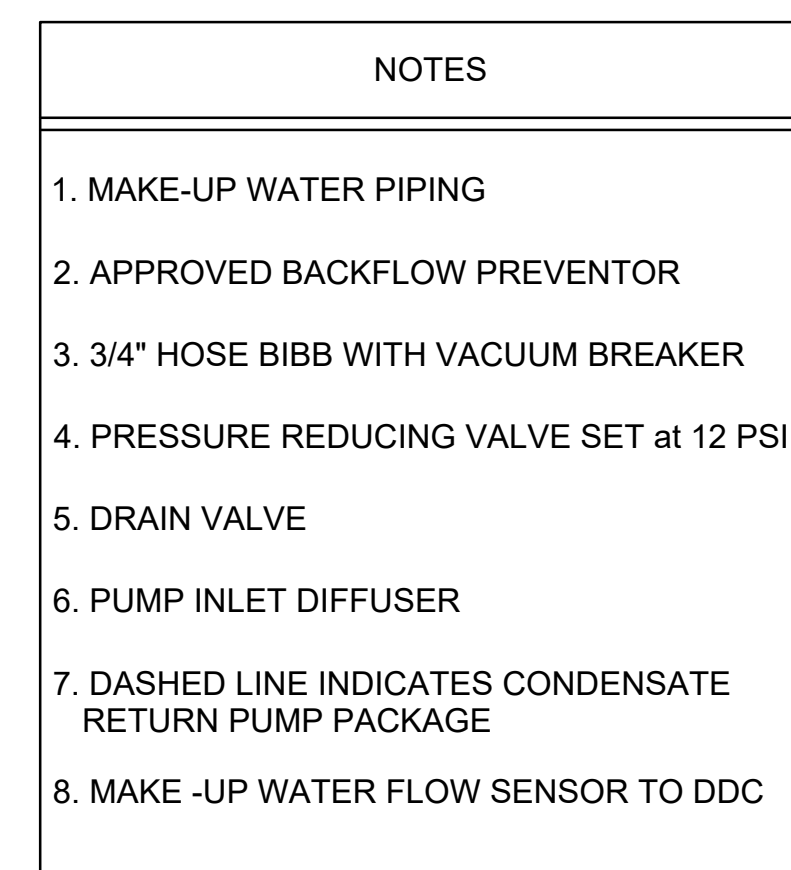 NOTES
1. MAKE-UP WATER PIPING
2. APPROVED BACKFLOW PREVENTOR
3. 3/4" HOSE BIBB WITH VACUUM BREAKER
4. PRESSURE REDUCING VALVE SET at 12 PSI
5. DRAIN VALVE
6. PUMP INLET DIFFUSER
7. DASHED LINE INDICATES CONDENSATE
RETURN PUMP PACKAGE
8. MAKE -UP WATER FLOW SENSOR TO DDC